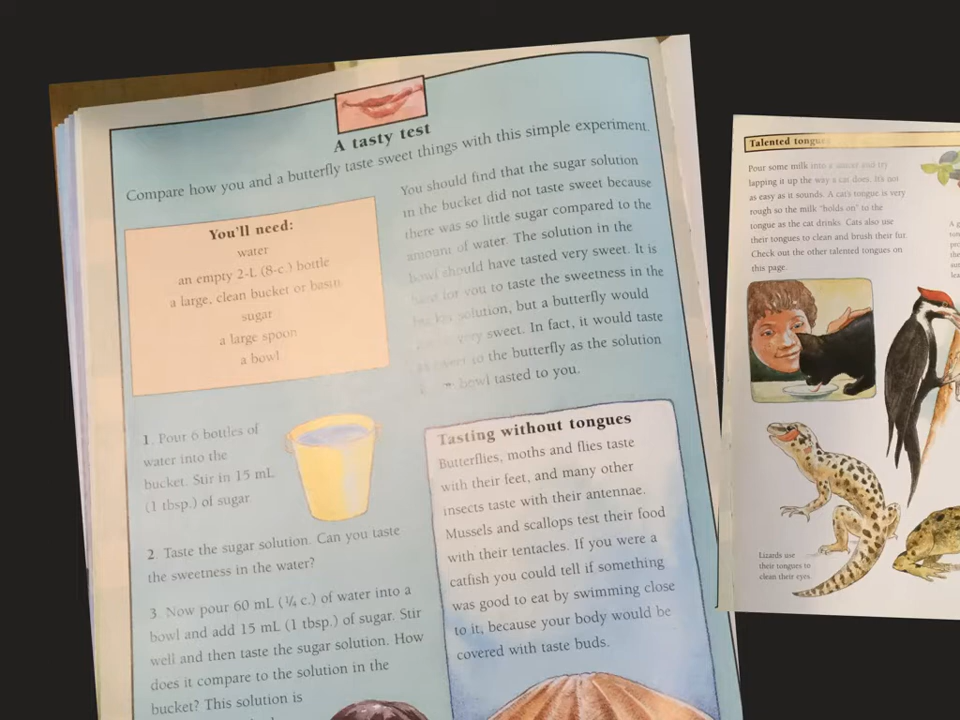 A tasty test
Compare how you and a butterfly taste sweet things with this simple experiment.
You'll need:
water
an empty 2-L (8-c.) bottle
a large, clean bucket or basin
sugar
a large spoon
a bowl
1. Pour 6 bottles of
water into the
bucket. Stir in 15 mL
(1 tbsp.) of sugar
2. Taste the sugar solution. Can you taste
the sweetness in the water?
3. Now pour 60 mL (¼ c.) of water into a
bowl and add 15 mL (1 tbsp.) of sugar. Stir
well and then taste the sugar solution. How
does it compare to the solution in the
bucket? This solution is
You should find that the sugar solution
in the bucket did not taste sweet because
there was so little sugar compared to the
amount of water. The solution in the
bowl should have tasted very sweet. It is
hard for you to taste the sweetness in the
bucket solution, but a butterfly would
very sweet. In fact, it would taste
as sweet to the butterfly as the solution
bowl tasted to you.
Tasting without tongues
Butterflies, moths and flies taste
with their feet, and many other
insects taste with their antennae.
Mussels and scallops test their food
with their tentacles. If you were a
catfish you could tell if something
was good to eat by swimming close
to it, because your body would be
covered with taste buds.
Talented tongues
Pour some milk into a saucer and try
lapping it up the way a cat does. It's not
as easy as it sounds. A cat's tongue is very
rough so the milk "holds on" to the
tongue as the cat drinks. Cats also use
their tongues to clean and brush their fur.
Check out the other talented tongues on
this page.
A g
Lizards use
their tongues to
clean their eyes.